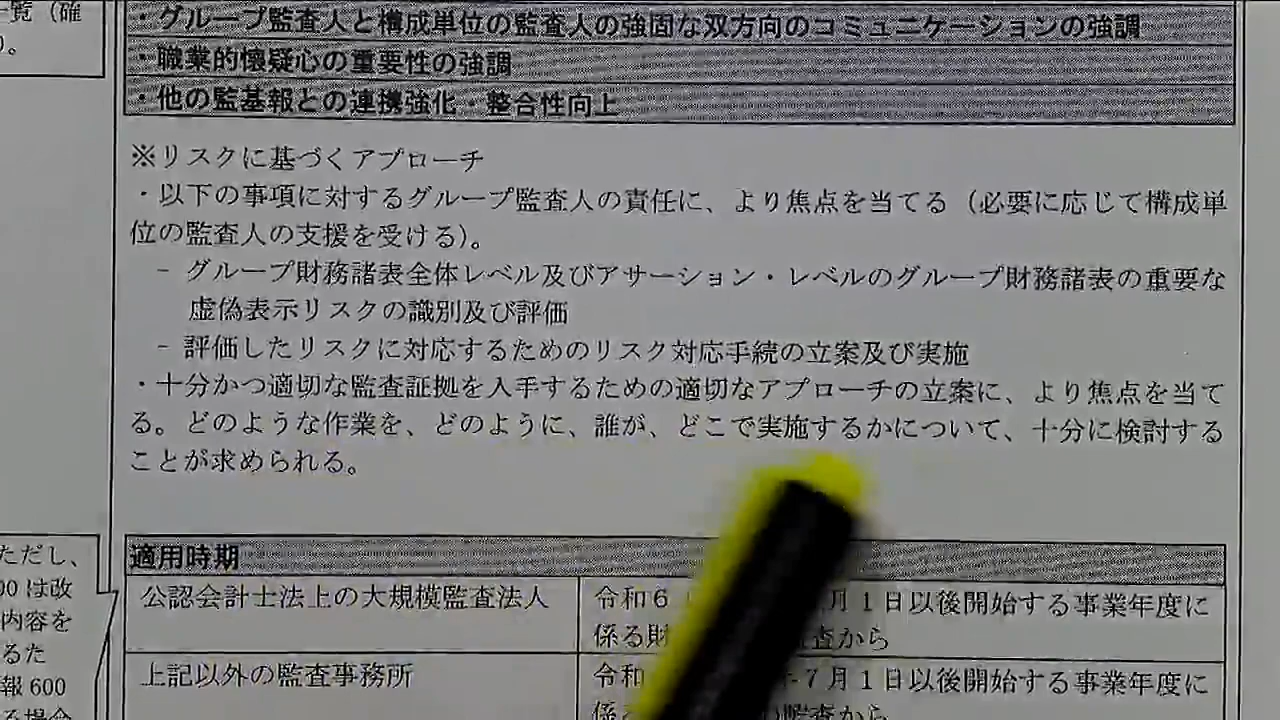 一覧（確
)。
・グループ監査人と構成単位の監査人の強固な双方向のコミュニケーションの強調
・職業的懐疑心の重要性の強調
・他の監基報との連携強化・整合性向上
※リスクに基づくアプローチ
・以下の事項に対するグループ監査人の責任に、より焦点を当てる（必要に応じて構成単
位の監査人の支援を受ける）。
－ グループ財務諸表全体レベル及びアサーション・レベルのグループ財務諸表の重要な
虚偽表示リスクの識別及び評価
－ 評価したリスクに対応するためのリスク対応手続の立案及び実施
・十分かつ適切な監査証拠を入手するための適切なアプローチの立案に、より焦点を当て
る。どのような作業を、どのように、誰が、どこで実施するかについて、十分に検討する
ことが求められる。
ただし、
00 は改
内容を
るた
報 600
る場合
適用時期
公認会計士法上の大規模監査法人
令和６ 月１日以後開始する事業年度に
係る財 査から
上記以外の監査事務所
令和 ７月１日以後開始する事業年度に
係 監査から